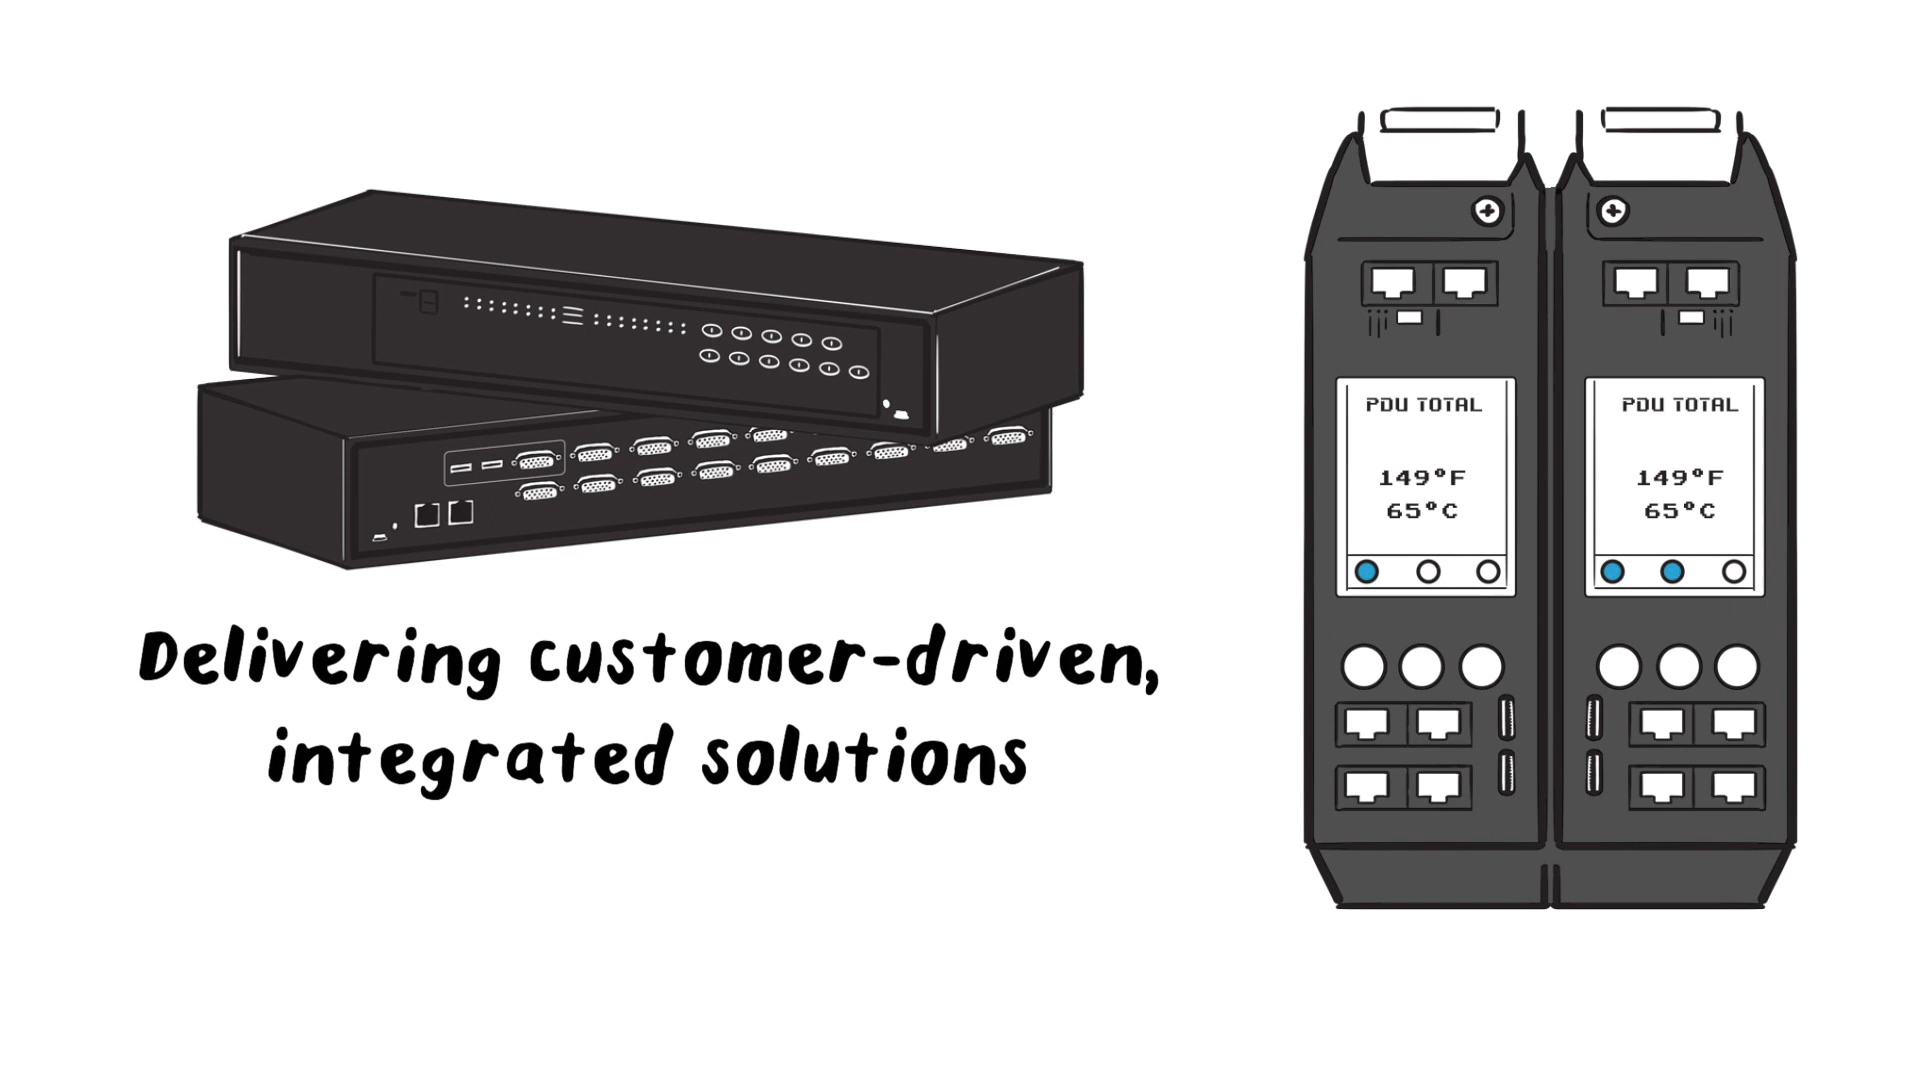 Delivering customer-driven,
integrated solutions
PDU TOTAL
149°F
65°C
PDU TOTAL
149°F
65°C